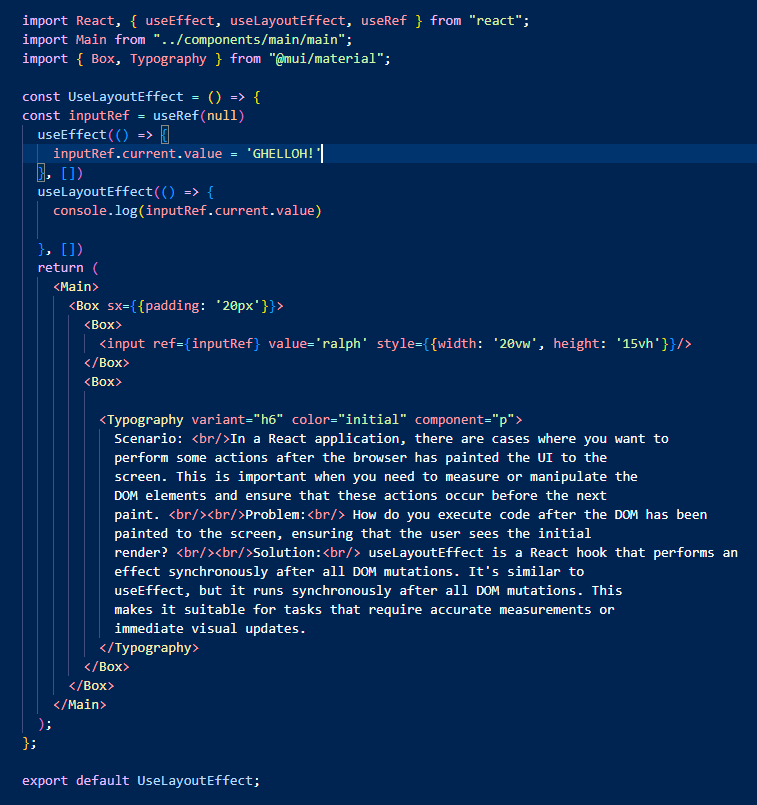 import React, { useEffect, useLayoutEffect, useRef } from "react";
import Main from "../components/main/main";
import { Box, Typography } from "@mui/material";

const UseLayoutEffect = () => {
const inputRef = useRef(null)
  useEffect(() => {
    inputRef.current.value = 'GHELLOH!'
  }, [])
  useLayoutEffect(() => {
    console.log(inputRef.current.value)

  }, [])
  return (
    <Main>
      <Box sx={{padding: '20px'}}>
        <Box>
          <input ref={inputRef} value='ralph' style={{width: '20vw', height: '15vh'}}/>
        </Box>
        <Box>

          <Typography variant="h6" color="initial" component="p">
            Scenario: <br/>In a React application, there are cases where you want to
            perform some actions after the browser has painted the UI to the
            screen. This is important when you need to measure or manipulate the
            DOM elements and ensure that these actions occur before the next
            paint. <br/><br/>Problem:<br/> How do you execute code after the DOM has been
            painted to the screen, ensuring that the user sees the initial
            render? <br/><br/>Solution:<br/> useLayoutEffect is a React hook that performs an
            effect synchronously after all DOM mutations. It's similar to
            useEffect, but it runs synchronously after all DOM mutations. This
            makes it suitable for tasks that require accurate measurements or
            immediate visual updates.
          </Typography>
        </Box>
      </Box>
    </Main>
  );
};

export default UseLayoutEffect;